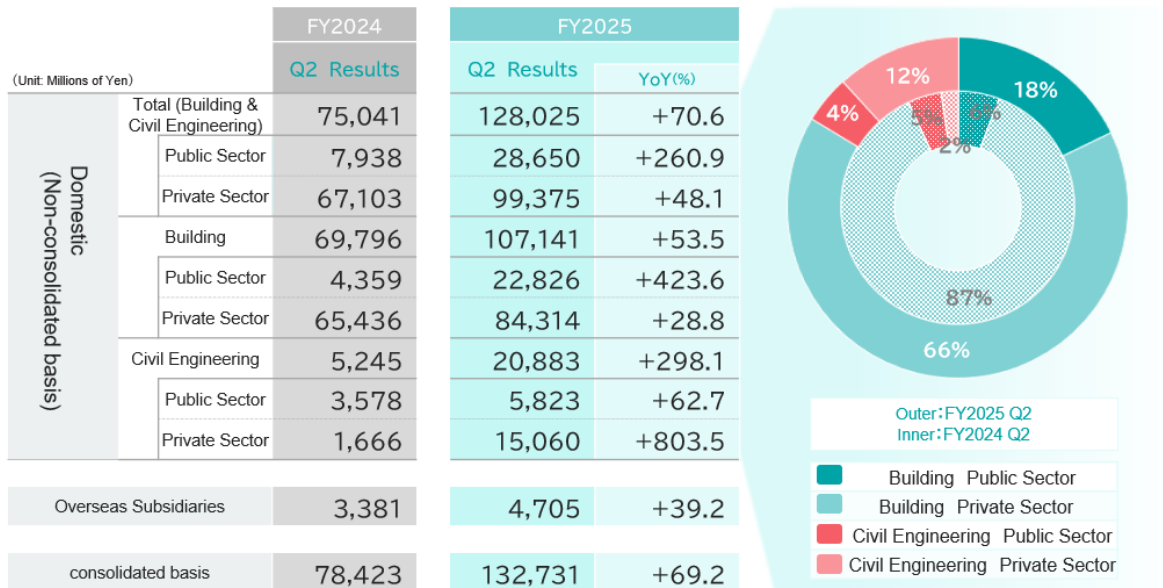 FY2024 FY2025
(Unit: Millions of Yen) Q2 Results Q2 Results YoY(%)
Domestic
(Non-consolidated basis)
Total (Building &
Civil Engineering) 75,041 128,025 +70.6
Public Sector 7,938 28,650 +260.9
Private Sector 67,103 99,375 +48.1
Building 69,796 107,141 +53.5
Public Sector 4,359 22,826 +423.6
Private Sector 65,436 84,314 +28.8
Civil Engineering 5,245 20,883 +298.1
Public Sector 3,578 5,823 +62.7
Private Sector 1,666 15,060 +803.5
Overseas Subsidiaries 3,381 4,705 +39.2
consolidated basis 78,423 132,731 +69.2
12%
18%
4%
5%
6%
2%
87%
66%
Outer:FY2025 Q2
Inner:FY2024 Q2
Building Public Sector
Building Private Sector
Civil Engineering Public Sector
Civil Engineering Private Sector